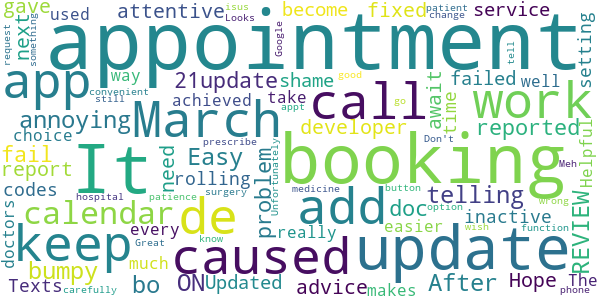 gave become fixed service patient change
request something used attentive isus Looks Google
next appointment tell setting
app 21update shame good go failed well
way convenient still achieved take appt call await time work
annoying March developer reported
choice prescribe Don't Helpful
fail It Easy need problem Unfortunately booking Meh
report rolling telling
codes hospital patience doc easier button option wrong REVIEW
calendar de surgery medicine add inactive
doctors keep every really wish function
bumpy Great much know caused update
Texts carefully bo ON Updated advice makes After Hope The phone